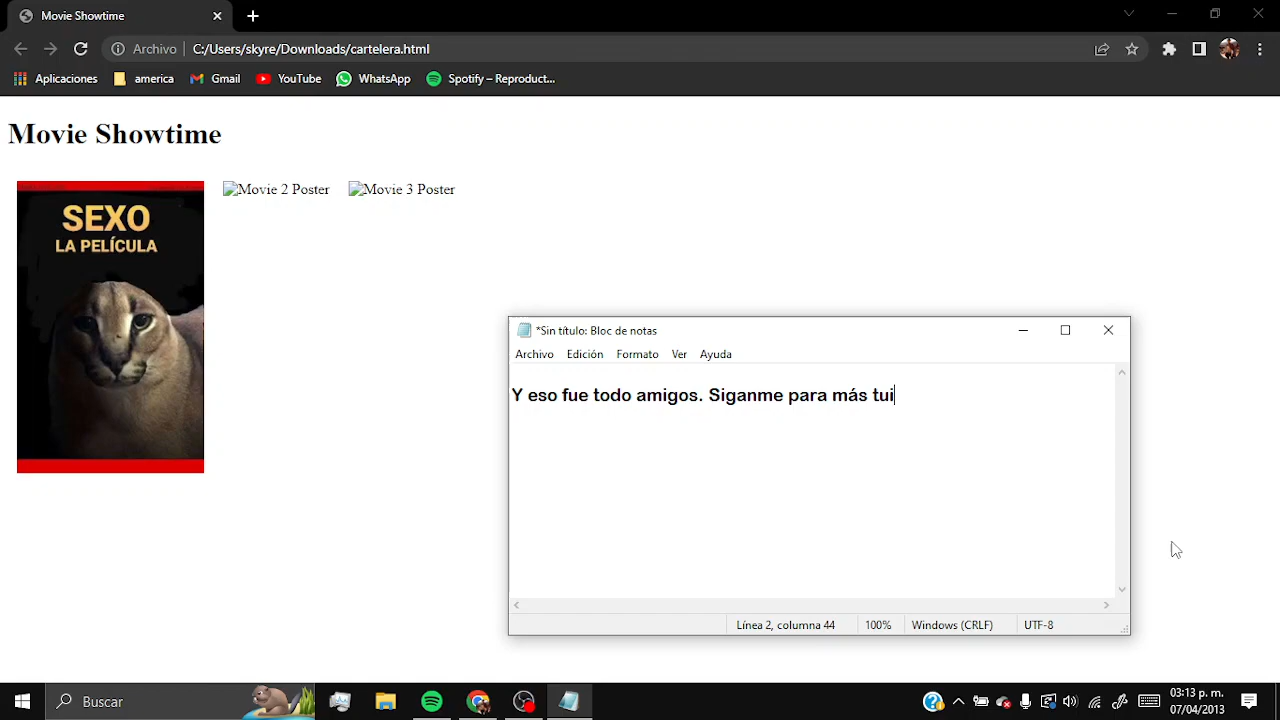 Movie Showtime
Archivo
C:/Users/skyre/Downloads/cartelera.html
Aplicaciones
america
Gmail
YouTube
WhatsApp
Spotify – Reproduct...
Movie Showtime
SEXO
LA PELÍCULA
Movie 2 Poster
Movie 3 Poster
*Sin título: Bloc de notas
Archivo Edición Formato Ver Ayuda
Y eso fue todo amigos. Siganme para más tui
Línea 2, columna 44
100%
Windows (CRLF)
UTF-8
Buscar
03:13 p. m.
07/04/2013